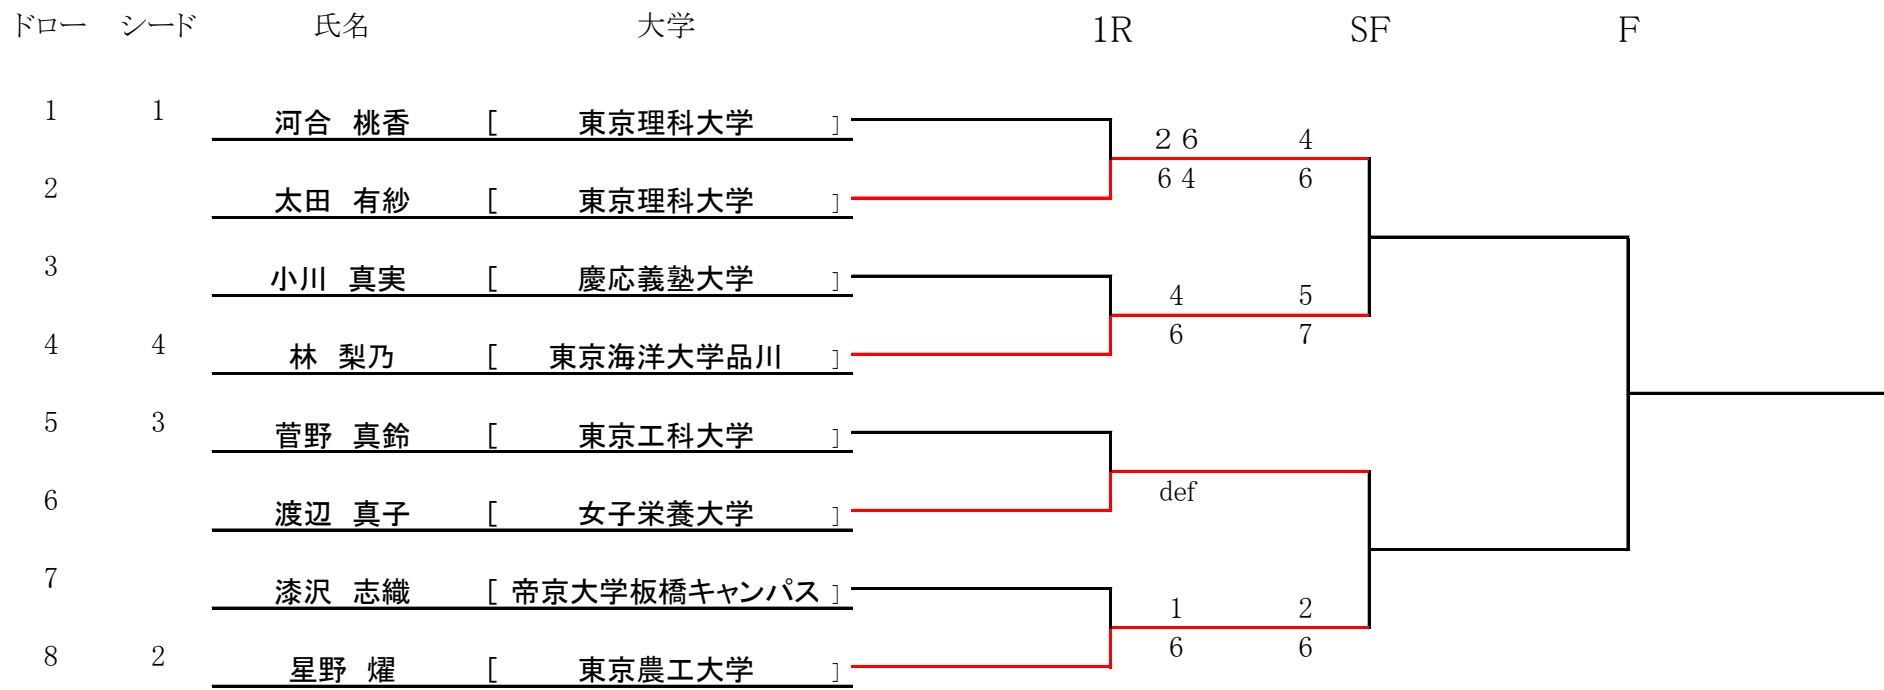 ドロー シード 氏名 大学 1R SF F
1 1 河合 桃香 [ 東京理科大学 ]
2 6 4
6 4 6
2 太田 有紗 [ 東京理科大学 ]
3 小川 真実 [ 慶応義塾大学 ]
4 5
6 7
4 4 林 梨乃 [ 東京海洋大学品川 ]
5 3 菅野 真鈴 [ 東京工科大学 ]
def
6 渡辺 真子 [ 女子栄養大学 ]
7 漆沢 志織 [ 帝京大学板橋キャンパス ]
1 2
6 6
8 2 星野 燿 [ 東京農工大学 ]